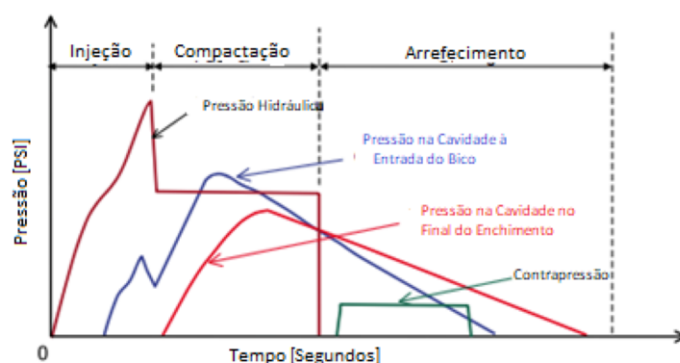 Injeção
Compactação
Arrefecimento
Pressão Hidráulica
Pressão na Cavidade à
Entrada do Bico
Pressão na Cavidade no
Final do Enchimento
Contrapressão
Pressão [PSI]
0
Tempo [Segundos]